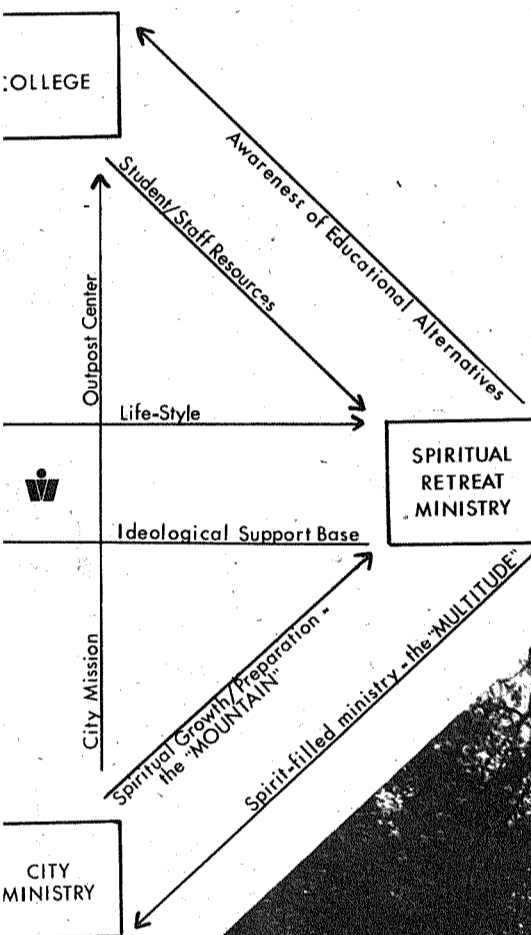 :OLLEGE
Awareness of Educational Alternatives
Student/Staff Resources
Outpost Center
Life-Style
SPIRITUAL
RETREAT
MINISTRY
Ideological Support Base
City Mission
Spiritual Growth/Preparation -
the "MOUNTAIN"
Spirit-filled ministry - the "MULTITUDE"
CITY
MINISTRY